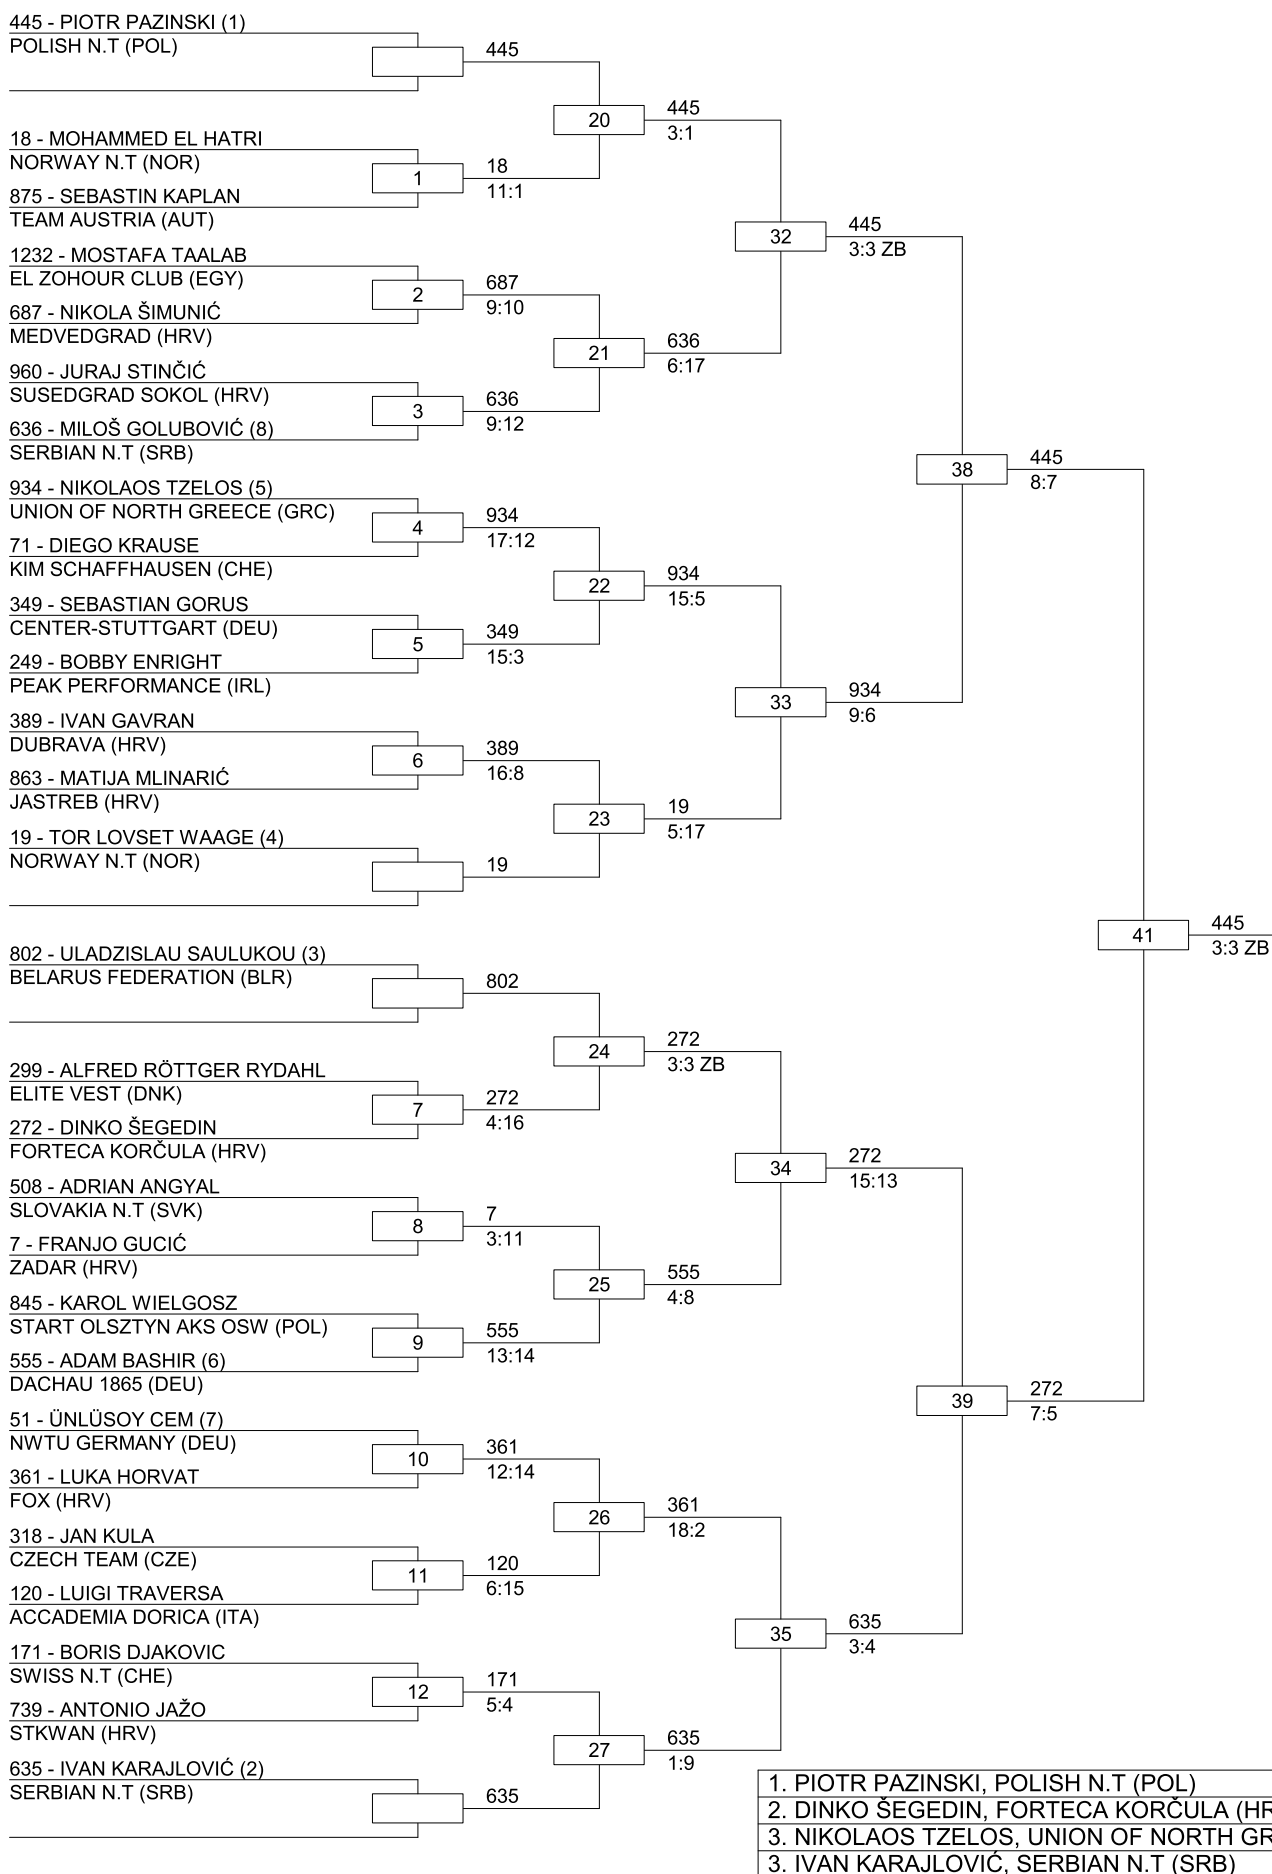 445 - PIOTR PAZINSKI (1)
POLISH N.T (POL)
445
20
445
3:1
18 - MOHAMMED EL HATRI
NORWAY N.T (NOR)
1
18
11:1
875 - SEBASTIN KAPLAN
TEAM AUSTRIA (AUT)
32
445
3:3 ZB
1232 - MOSTAFA TAALAB
EL ZOHOUR CLUB (EGY)
2
687
9:10
687 - NIKOLA ŠIMUNIĆ
MEDVEDGRAD (HRV)
21
636
6:17
960 - JURAJ STINČIĆ
SUSEDGRAD SOKOL (HRV)
3
636
9:12
636 - MILOŠ GOLUBOVIĆ (8)
SERBIAN N.T (SRB)
38
445
8:7
934 - NIKOLAOS TZELOS (5)
UNION OF NORTH GREECE (GRC)
4
934
17:12
71 - DIEGO KRAUSE
KIM SCHAFFHAUSEN (CHE)
22
934
15:5
349 - SEBASTIAN GORUS
CENTER-STUTTGART (DEU)
5
349
15:3
249 - BOBBY ENRIGHT
PEAK PERFORMANCE (IRL)
33
934
9:6
389 - IVAN GAVRAN
DUBRAVA (HRV)
6
389
16:8
863 - MATIJA MLINARIĆ
JASTREB (HRV)
23
19
5:17
19 - TOR LOVSET WAAGE (4)
NORWAY N.T (NOR)
19
41
445
3:3 ZB
802 - ULADZISLAU SAULUKOU (3)
BELARUS FEDERATION (BLR)
802
24
272
3:3 ZB
299 - ALFRED RÖTTGER RYDAHL
ELITE VEST (DNK)
7
272
4:16
272 - DINKO ŠEGEDIN
FORTECA KORČULA (HRV)
34
272
15:13
508 - ADRIAN ANGYAL
SLOVAKIA N.T (SVK)
8
7
3:11
7 - FRANJO GUCIĆ
ZADAR (HRV)
25
555
4:8
845 - KAROL WIELGOSZ
START OLSZTYN AKS OSW (POL)
9
555
13:14
555 - ADAM BASHIR (6)
DACHAU 1865 (DEU)
39
272
7:5
51 - ÜNLÜSOY CEM (7)
NWTU GERMANY (DEU)
10
361
12:14
361 - LUKA HORVAT
FOX (HRV)
26
361
18:2
318 - JAN KULA
CZECH TEAM (CZE)
11
120
6:15
120 - LUIGI TRAVERSA
ACCADEMIA DORICA (ITA)
35
635
3:4
171 - BORIS DJAKOVIC
SWISS N.T (CHE)
12
171
5:4
739 - ANTONIO JAŽO
STKWAN (HRV)
27
635
1:9
635 - IVAN KARAJLOVIĆ (2)
SERBIAN N.T (SRB)
635
1. PIOTR PAZINSKI, POLISH N.T (POL)
2. DINKO ŠEGEDIN, FORTECA KORČULA (HR
3. NIKOLAOS TZELOS, UNION OF NORTH GR
3. IVAN KARAJLOVIĆ, SERBIAN N.T (SRB)